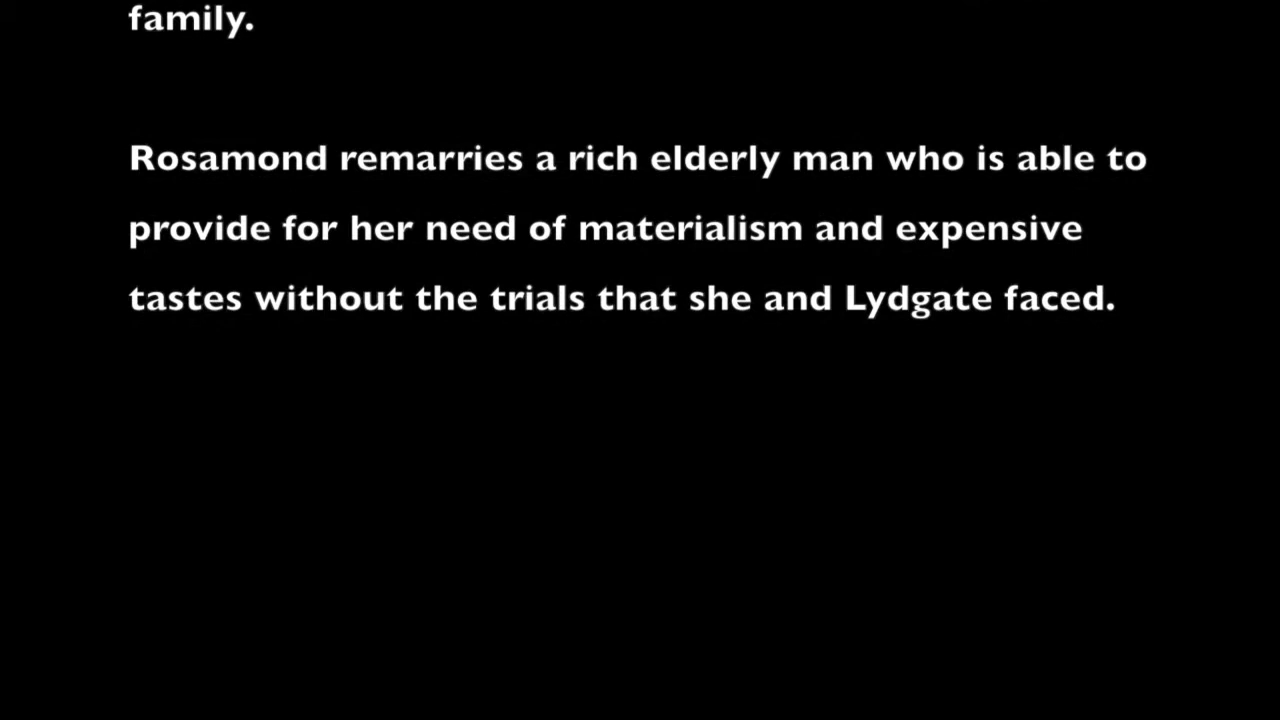 family.
Rosamond remarries a rich elderly man who is able to
provide for her need of materialism and expensive
tastes without the trials that she and Lydgate faced.